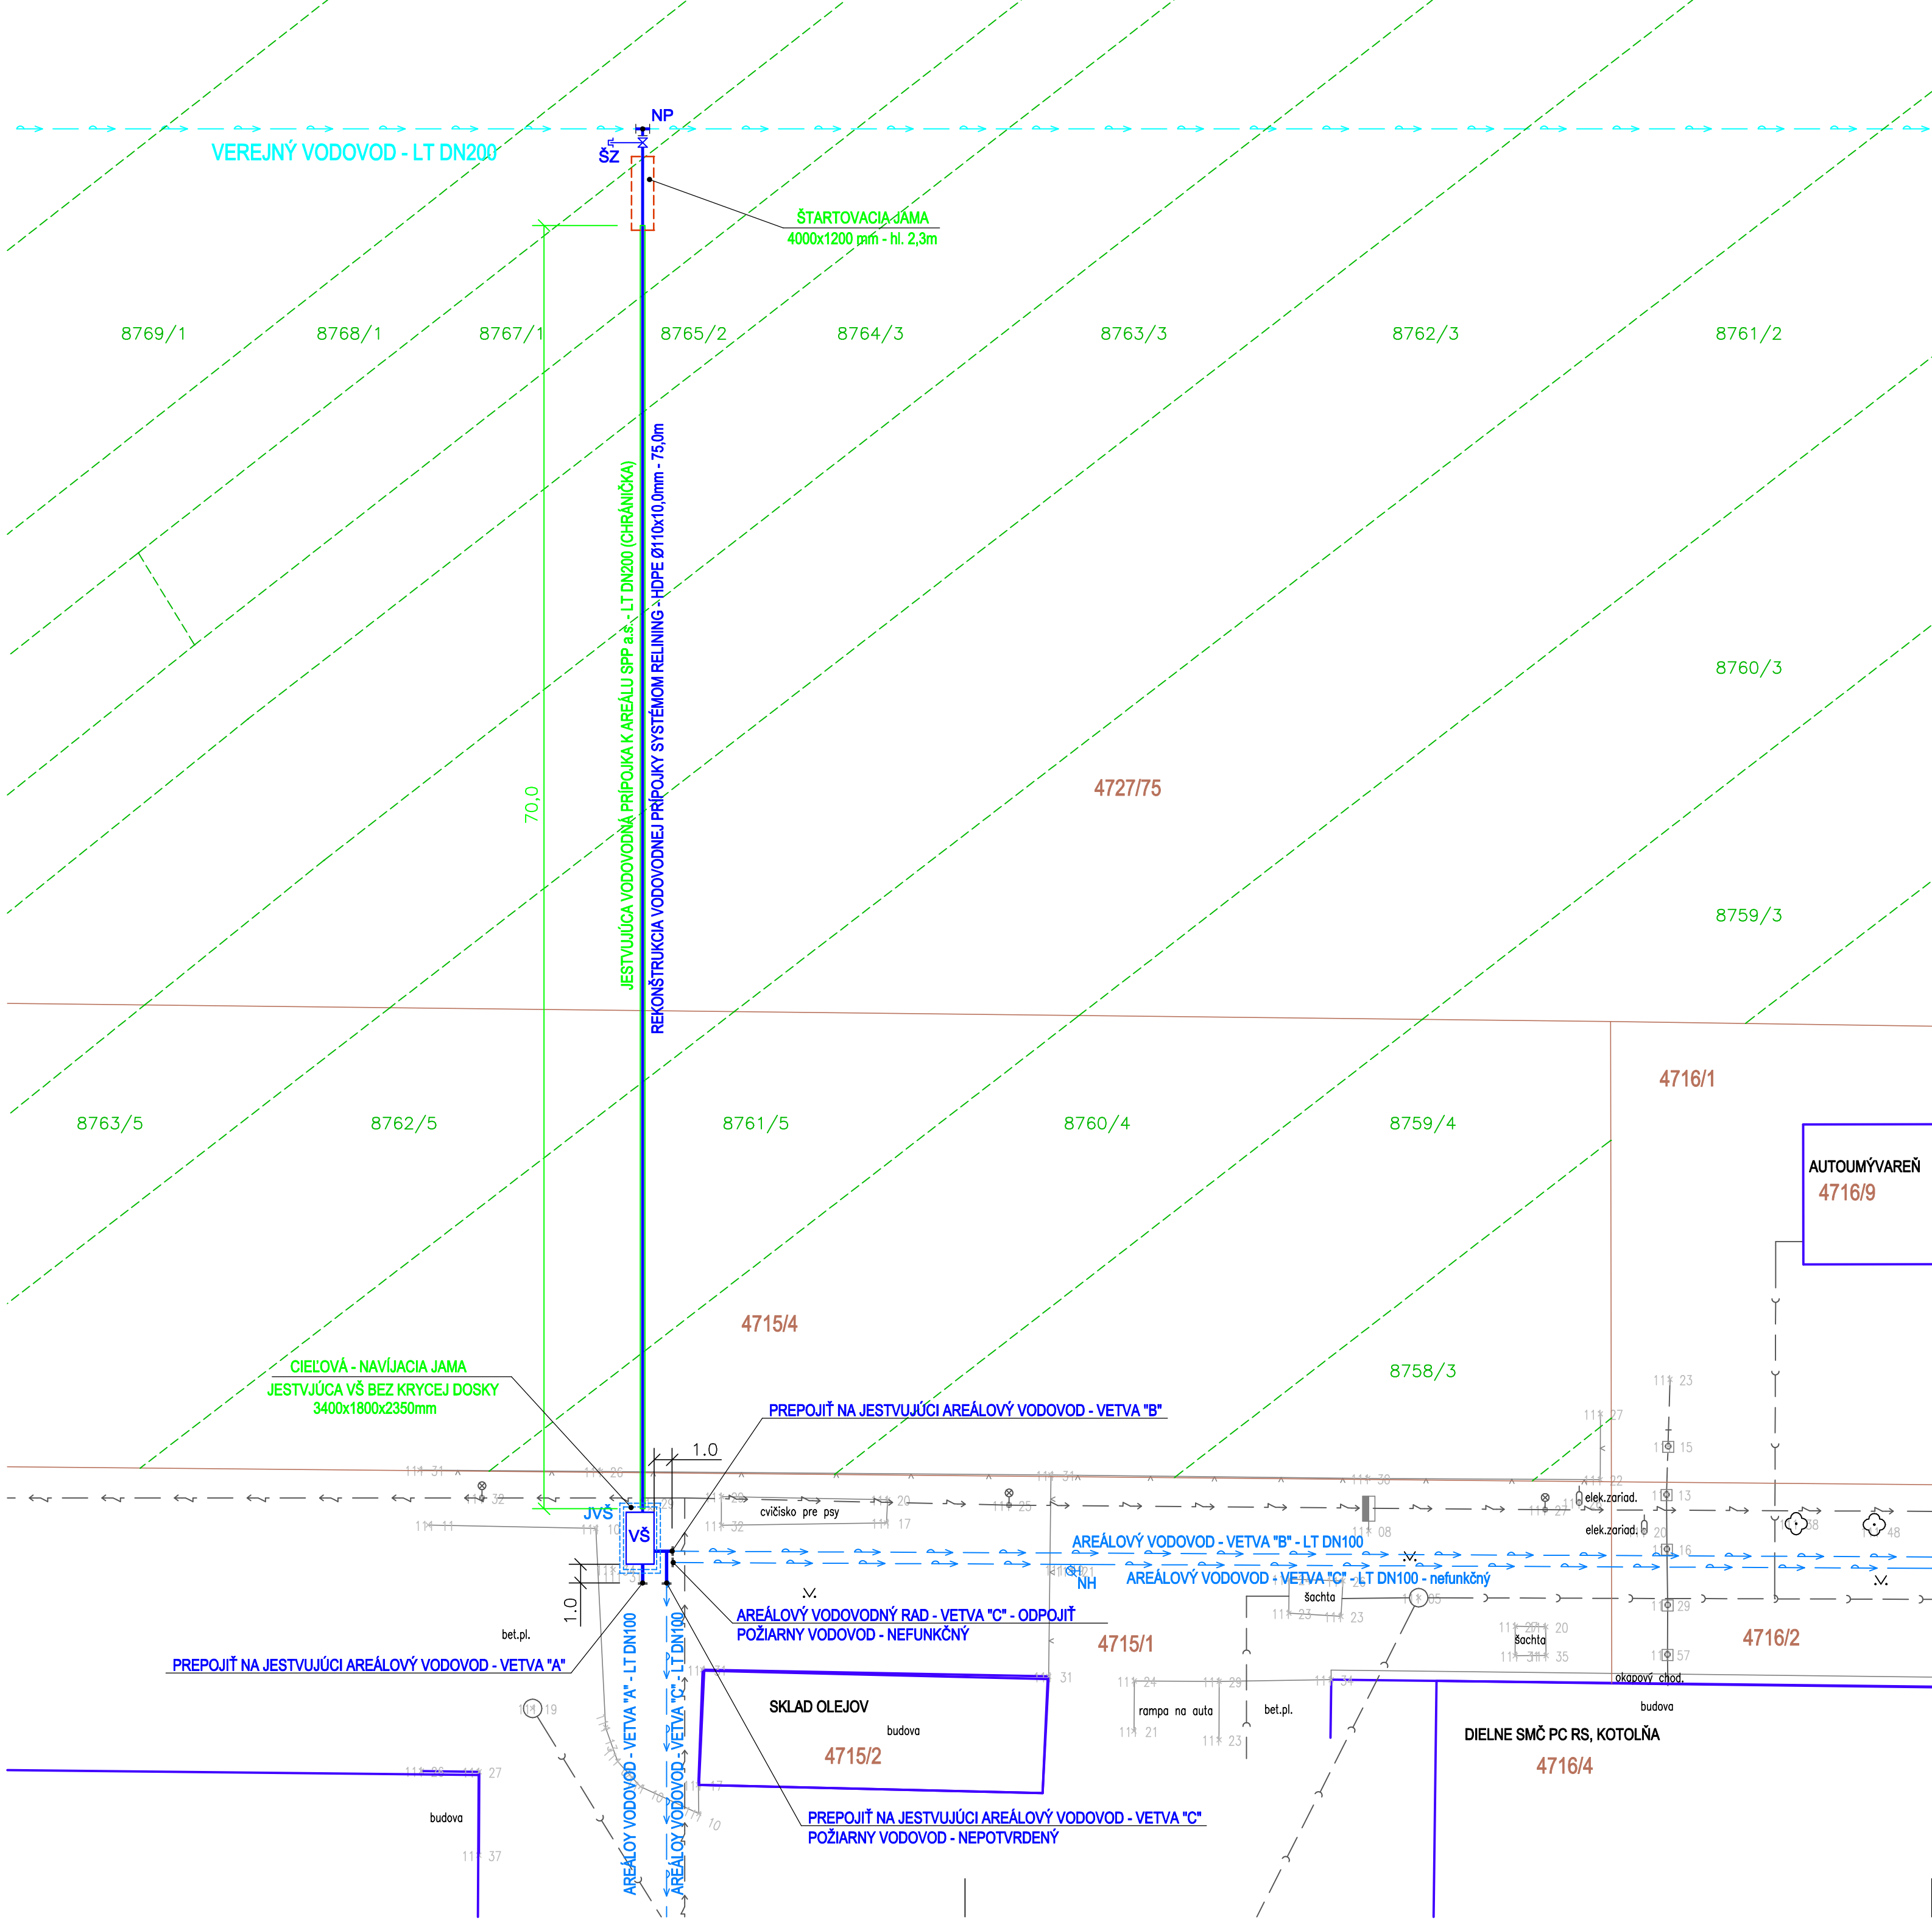 NP
VEREJNÝ VODOVOD - LT DN200
ŠZ
ŠTARTOVACIA JAMA
4000x1200 mm - hl. 2,3m
8769/1
8768/1
8767/1
8765/2
8764/3
8763/3
8762/3
8761/2
JESTVUJÚCA VODOVODNÁ PRÍPOJKA K AREÁLU SPP a.s.- LT DN200 (CHRÁNIČKA)
REKONŠTRUKCIA VODOVODNEJ PRÍPOJKY SYSTÉMOM RELINING - HDPE Ø110x10,0mm - 75,0m
8760/3
4727/75
70,0
8759/3
4716/1
8763/5
8762/5
8761/5
8760/4
8759/4
AUTOUMÝVAREŇ
4716/9
4715/4
CIEĽOVÁ - NAVÍJACIA JAMA
JESTVJÚCA VŠ BEZ KRYCEJ DOSKY
3400x1800x2350mm
8758/3
PREPOJIŤ NA JESTVUJÚCI AREÁLOVÝ VODOVOD - VETVA "B"
1.0
JVŠ
VŠ
cvičisko pre psy
elek.zariad.
elek.zariad.
AREÁLOVÝ VODOVOD - VETVA "B" - LT DN100
AREÁLOVÝ VODOVOD - VETVA "C" - LT DN100 - nefunkčný
NH
šachta
1.0
AREÁLOVÝ VODOVODNÝ RAD - VETVA "C" - ODPOJIŤ
POŽIARNY VODOVOD - NEFUNKČNÝ
bet.pl.
4715/1
šachta
4716/2
PREPOJIŤ NA JESTVUJÚCI AREÁLOVÝ VODOVOD - VETVA "A"
AREÁLOY VODOVOD - VETVA "A" - LT DN100
AREÁLOY VODOVOD - VETVA "C" - LT DN100
okapový chod.
SKLAD OLEJOV
budova
4715/2
rampa na auta
bet.pl.
budova
DIELNE SMČ PC RS, KOTOLŇA
4716/4
budova
PREPOJIŤ NA JESTVUJÚCI AREÁLOVÝ VODOVOD - VETVA "C"
POŽIARNY VODOVOD - NEPOTVRDENÝ